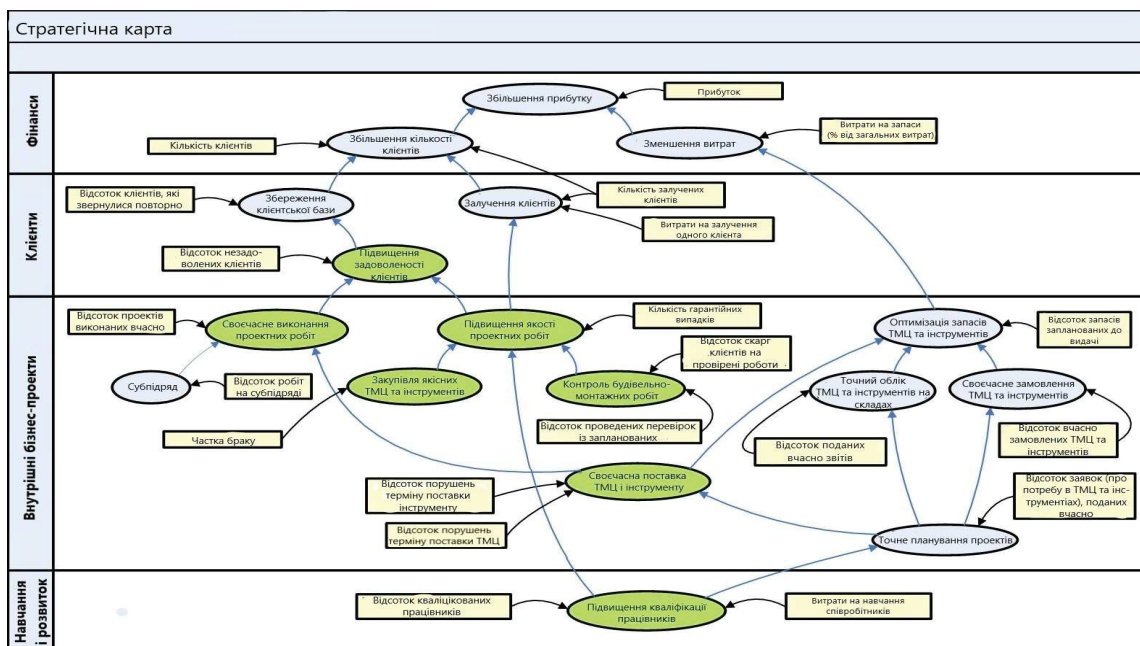 Стратегічна карта
Фінанси
Збільшення прибутку
Прибуток
Кількість клієнтів
Збільшення кількості
клієнтів
Зменшення витрат
Витрати на запаси
(% від загальних витрат)
Клієнти
Відсоток клієнтів, які
звернулися повторно
Збереження
клієнтської бази
Залучення клієнтів
Кількість залучених
клієнтів
Витрати на залучення
одного клієнта
Відсоток незадо-
волених клієнтів
Підвищення
задоволеності
клієнтів
Внутрішні бізнес-проекти
Відсоток проектів
виконаних вчасно
Своєчасне виконання
проектних робіт
Підвищення якості
проектних робіт
Кількість гарантійних
випадків
Оптимізація запасів
ТМЦ та інструментів
Відсоток запасів
запланованих до
видачі
Субпідряд
Відсоток робіт
на субпідряді
Закупівля якісних
ТМЦ та інструментів
Відсоток скарг
клієнтів на
провірені роботи
Контроль будівельно-
монтажних робіт
Точний облік
ТМЦ та інструментів на
складах
Своєчасне замовлення
ТМЦ та інструментів
Частка браку
Відсоток проведених перевірок
із запланованих
Відсоток поданих
вчасно звітів
Відсоток вчасно
замовлених ТМЦ та
інструментів
Відсоток порушень
терміну поставки
інструменту
Своєчасна поставка
ТМЦ і інструменту
Відсоток порушень
терміну поставки ТМЦ
Відсоток заявок (про
потребу в ТМЦ та інс-
трументіах), поданих
вчасно
Точне планування проектів
Навчання
і розвиток
Відсоток кваліцікованих
працівників
Підвищення кваліфікації
працівників
Витрати на навчання
співробітників